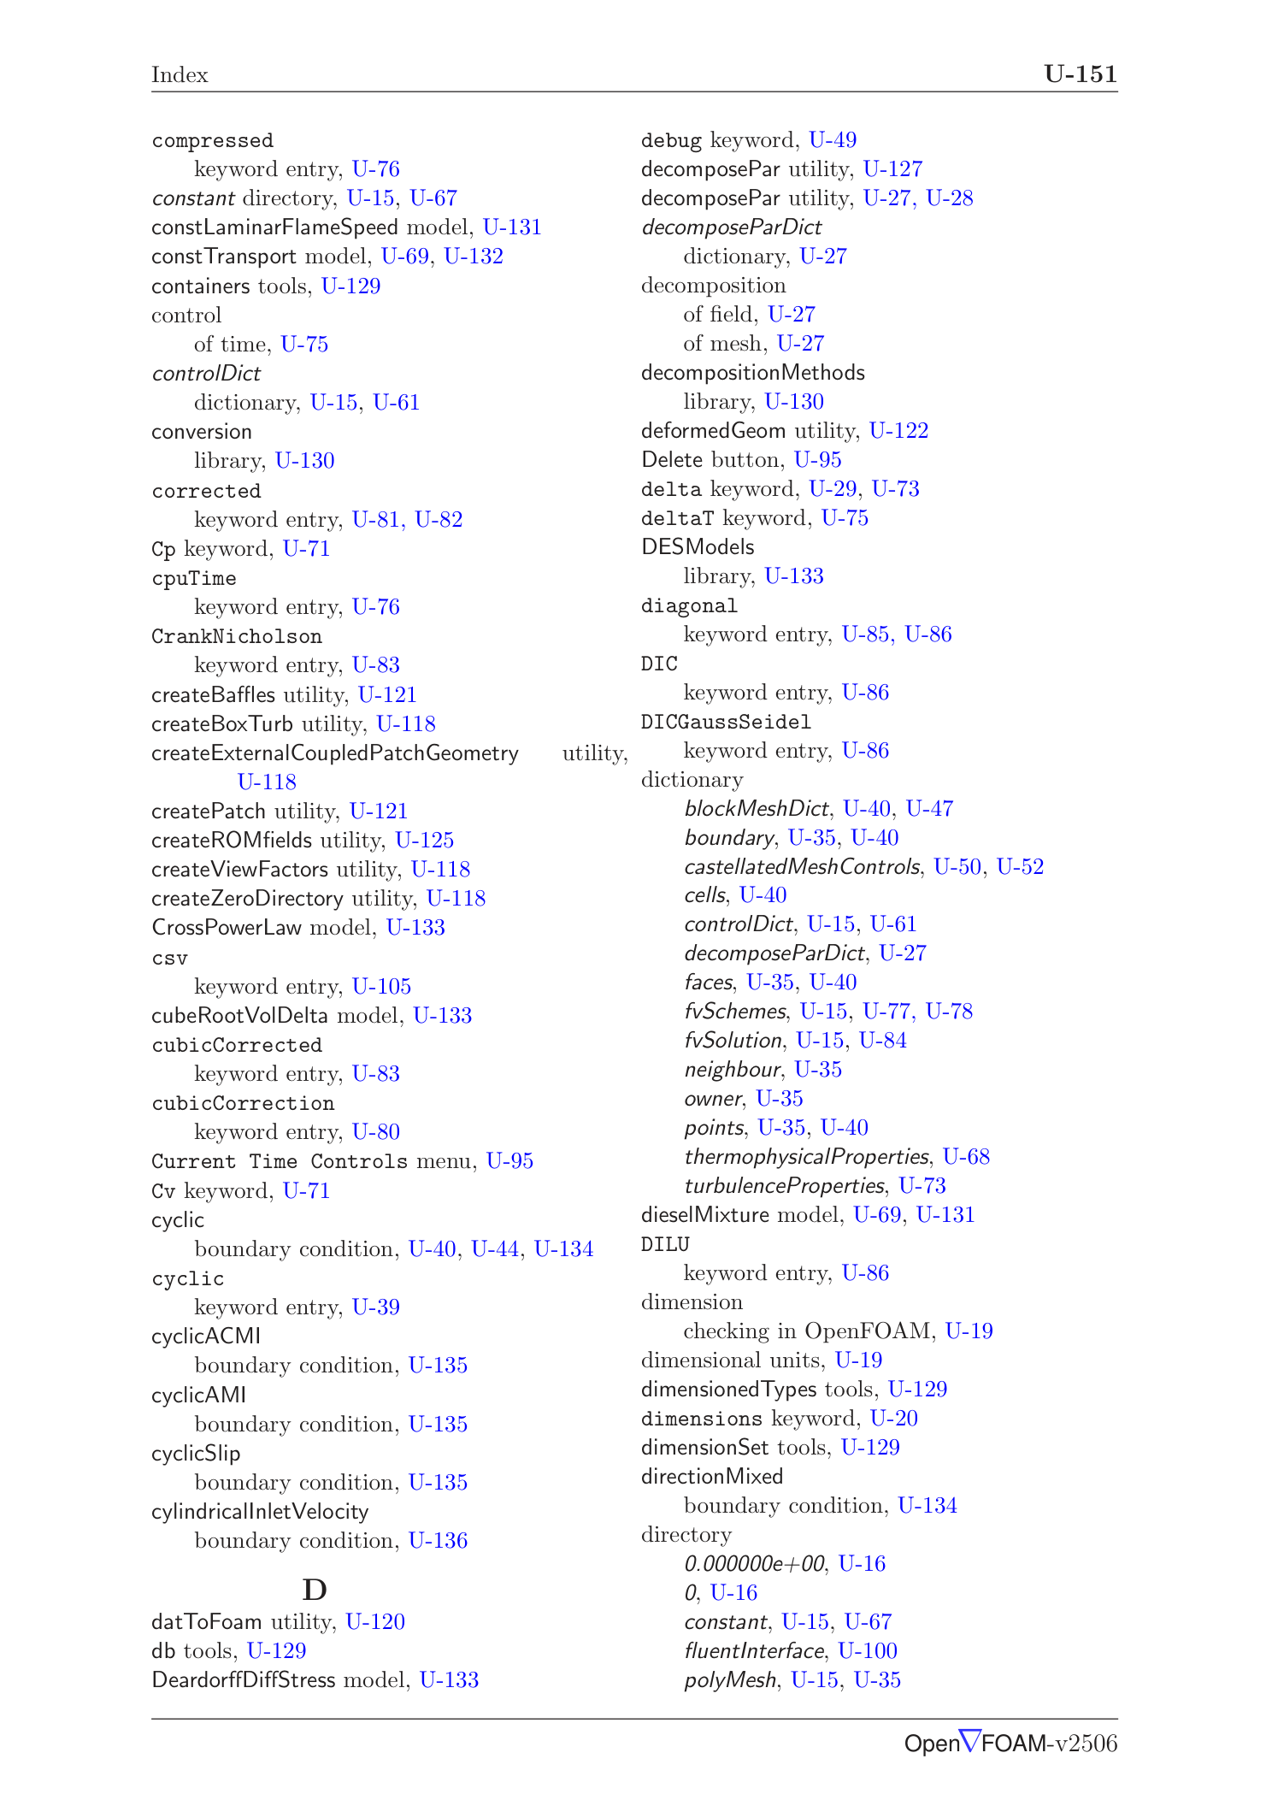 Index U-151
compressed
keyword entry, U-76
constant directory, U-15, U-67
constLaminarFlameSpeed model, U-131
constTransport model, U-69, U-132
containers tools, U-129
control
of time, U-75
controlDict
dictionary, U-15, U-61
conversion
library, U-130
corrected
keyword entry, U-81, U-82
Cp keyword, U-71
cpuTime
keyword entry, U-76
CrankNicholson
keyword entry, U-83
createBaffles utility, U-121
createBoxTurb utility, U-118
createExternalCoupledPatchGeometry utility,
U-118
createPatch utility, U-121
createROMfields utility, U-125
createViewFactors utility, U-118
createZeroDirectory utility, U-118
CrossPowerLaw model, U-133
csv
keyword entry, U-105
cubeRootVolDelta model, U-133
cubicCorrected
keyword entry, U-83
cubicCorrection
keyword entry, U-80
Current Time Controls menu, U-95
Cv keyword, U-71
cyclic
boundary condition, U-40, U-44, U-134
cyclic
keyword entry, U-39
cyclicACMI
boundary condition, U-135
cyclicAMI
boundary condition, U-135
cyclicSlip
boundary condition, U-135
cylindricalInletVelocity
boundary condition, U-136
D
datToFoam utility, U-120
db tools, U-129
DeardorffDiffStress model, U-133
debug keyword, U-49
decomposePar utility, U-127
decomposePar utility, U-27, U-28
decomposeParDict
dictionary, U-27
decomposition
of field, U-27
of mesh, U-27
decompositionMethods
library, U-130
deformedGeom utility, U-122
Delete button, U-95
delta keyword, U-29, U-73
deltaT keyword, U-75
DESModels
library, U-133
diagonal
keyword entry, U-85, U-86
DIC
keyword entry, U-86
DICGaussSeidel
keyword entry, U-86
dictionary
blockMeshDict, U-40, U-47
boundary, U-35, U-40
castellatedMeshControls, U-50, U-52
cells, U-40
controlDict, U-15, U-61
decomposeParDict, U-27
faces, U-35, U-40
fvSchemes, U-15, U-77, U-78
fvSolution, U-15, U-84
neighbour, U-35
owner, U-35
points, U-35, U-40
thermophysicalProperties, U-68
turbulenceProperties, U-73
dieselMixture model, U-69, U-131
DILU
keyword entry, U-86
dimension
checking in OpenFOAM, U-19
dimensional units, U-19
dimensionedTypes tools, U-129
dimensions keyword, U-20
dimensionSet tools, U-129
directionMixed
boundary condition, U-134
directory
0.000000e+00, U-16
0, U-16
constant, U-15, U-67
fluentInterface, U-100
polyMesh, U-15, U-35
Open▽FOAM-v2506